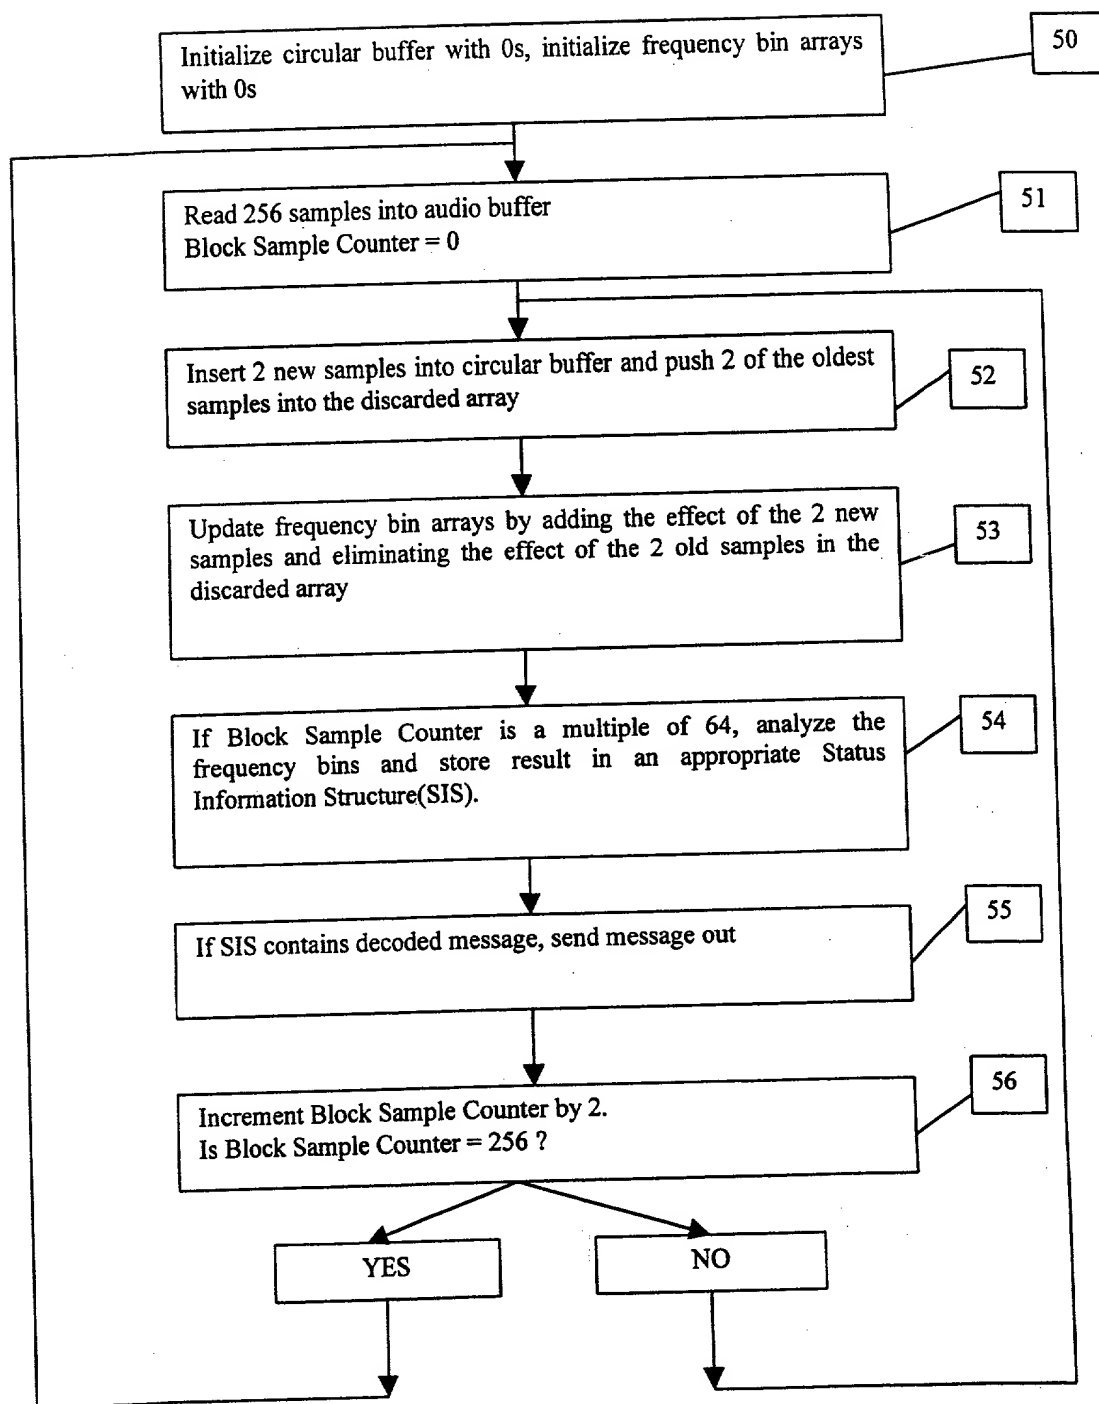 Initialize circular buffer with 0s, initialize frequency bin arrays
with 0s
50
Read 256 samples into audio buffer
Block Sample Counter = 0
51
Insert 2 new samples into circular buffer and push 2 of the oldest
samples into the discarded array
52
Update frequency bin arrays by adding the effect of the 2 new
samples and eliminating the effect of the 2 old samples in the
discarded array
53
If Block Sample Counter is a multiple of 64, analyze the
frequency bins and store result in an appropriate Status
Information Structure(SIS).
54
If SIS contains decoded message, send message out
55
Increment Block Sample Counter by 2.
Is Block Sample Counter = 256 ?
56
YES
NO